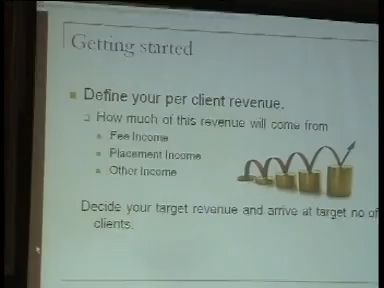 Getting started
Define your per client revenue.
How much of this revenue will come from
Fee Income
Placement Income
Other Income
Decide your target revenue and arrive at target no of
clients.